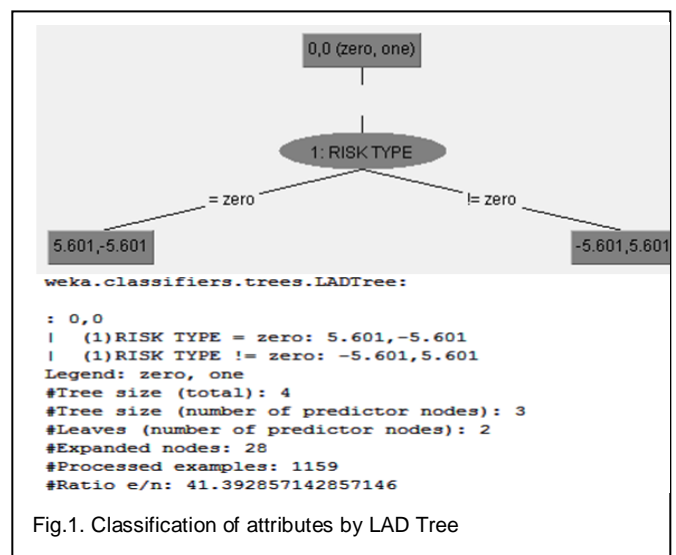 0,0 (zero, one)
1: RISK TYPE
= zero
!= zero
5.601,-5.601
-5.601,5.601
weka.classifiers.trees.LADTree:
: 0,0
| (1)RISK TYPE = zero: 5.601,-5.601
| (1)RISK TYPE != zero: -5.601,5.601
Legend: zero, one
#Tree size (total): 4
#Tree size (number of predictor nodes): 3
#Leaves (number of predictor nodes): 2
#Expanded nodes: 28
#Processed examples: 1159
#Ratio e/n: 41.392857142857146
Fig.1. Classification of attributes by LAD Tree